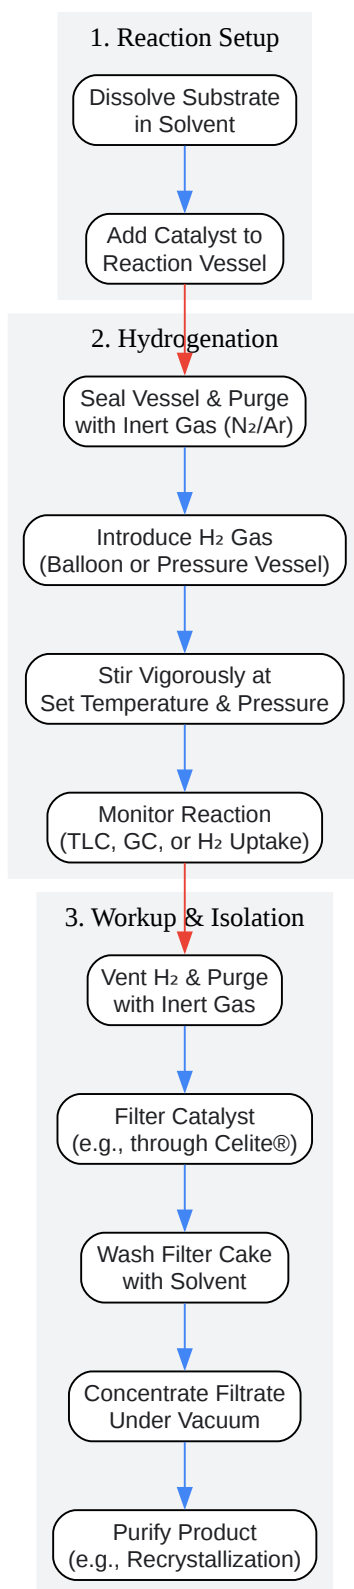 1. Reaction Setup
Dissolve Substrate
in Solvent
Add Catalyst to
Reaction Vessel
2. Hydrogenation
Seal Vessel & Purge
with Inert Gas (N₂/Ar)
Introduce H₂ Gas
(Balloon or Pressure Vessel)
Stir Vigorously at
Set Temperature & Pressure
Monitor Reaction
(TLC, GC, or H₂ Uptake)
3. Workup & Isolation
Vent H₂ & Purge
with Inert Gas
Filter Catalyst
(e.g., through Celite®)
Wash Filter Cake
with Solvent
Concentrate Filtrate
Under Vacuum
Purify Product
(e.g., Recrystallization)